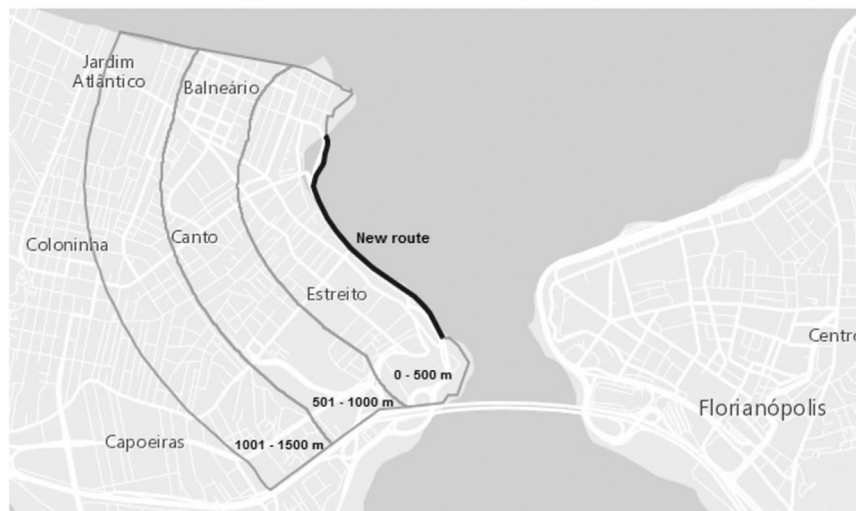 Jardim
Atlântico
Balneário
Coloninha
Canto
New route
Estreito
Centro
0 - 500 m
501 - 1000 m
Florianópolis
Capoeiras
1001 - 1500 m